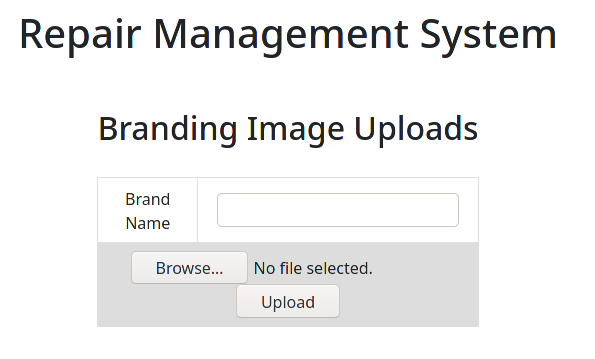 Repair Management System
Branding Image Uploads
Brand
Name
Browse... No file selected.
Upload